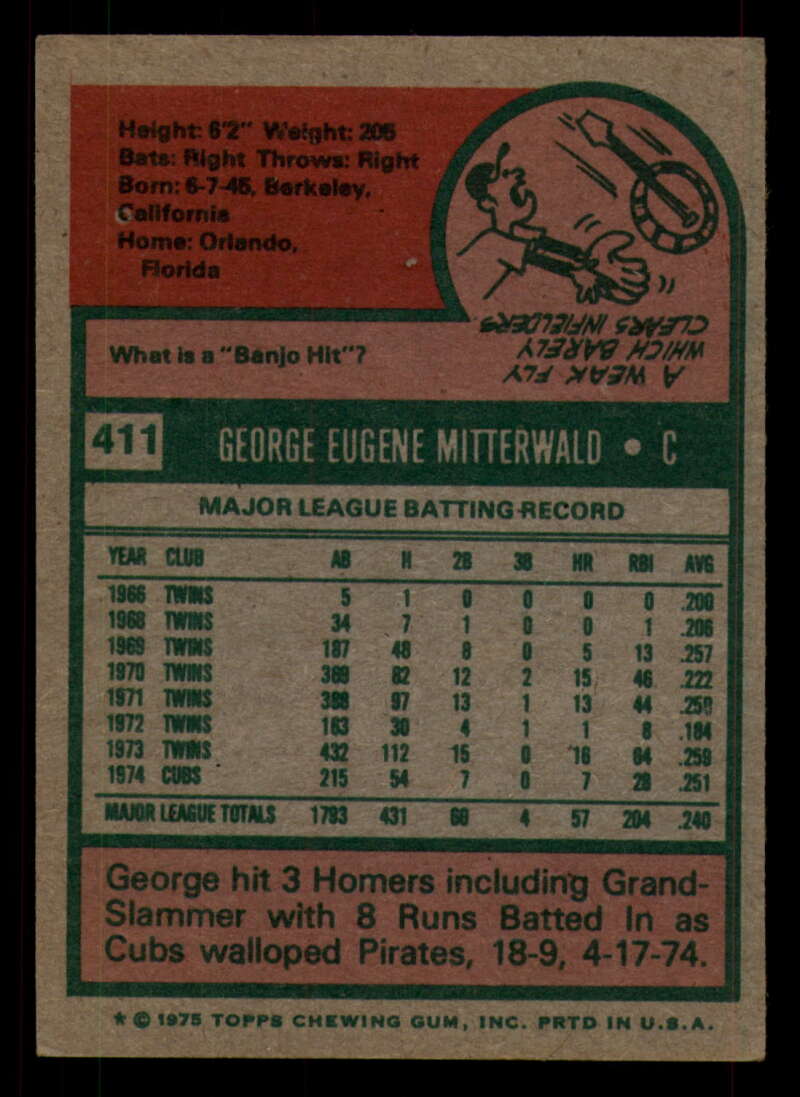 Height: 6'2" Weight: 205
Bats: Right Throws: Right
Born: 6-7-45, Berkeley,
California
Home: Orlando,
Florida
What is a "Banjo Hit"?
A WEAK FLY
WHICH BARELY
CLEARS INFIELDERS
411 GEORGE EUGENE MITTERWALD • C
MAJOR LEAGUE BATTING RECORD
YEAR CLUB AB H 2B 3B HR RBI AVG
1966 TWINS 5 1 0 0 0 0 .200
1968 TWINS 34 7 1 0 0 1 .206
1969 TWINS 187 48 8 0 5 13 .257
1970 TWINS 369 82 12 2 15 46 .222
1971 TWINS 388 97 13 1 13 44 .250
1972 TWINS 163 30 4 1 1 8 .184
1973 TWINS 432 112 15 0 16 64 .259
1974 CUBS 215 54 7 0 7 28 .251
MAJOR LEAGUE TOTALS 1793 431 60 4 57 204 .240
George hit 3 Homers including Grand-
Slammer with 8 Runs Batted In as
Cubs walloped Pirates, 18-9, 4-17-74.
* © 1975 TOPPS CHEWING GUM, INC. PRTD IN U.S.A.